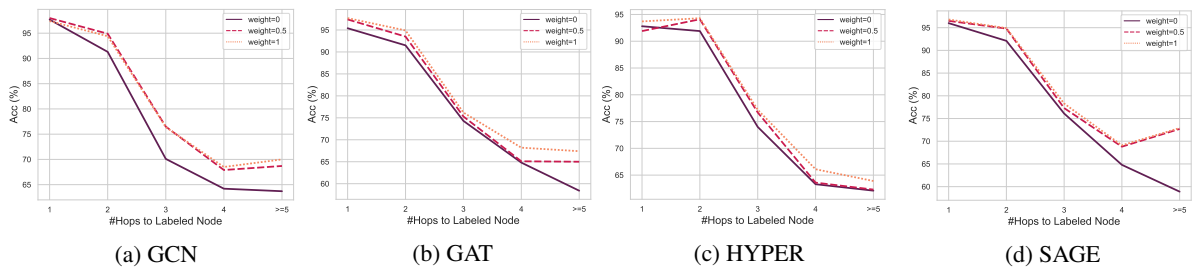 95
90
85
80
75
70
65
Acc (%)
weight=0
weight=0.5
weight=1
1
2
3
4
>=5
#Hops to Labeled Node
(a) GCN
95
90
85
80
75
70
65
60
Acc (%)
weight=0
weight=0.5
weight=1
1
2
3
4
>=5
#Hops to Labeled Node
(b) GAT
95
90
85
80
75
70
65
Acc (%)
weight=0
weight=0.5
weight=1
1
2
3
4
>=5
#Hops to Labeled Node
(c) HYPER
95
90
85
80
75
70
65
60
Acc (%)
weight=0
weight=0.5
weight=1
1
2
3
4
>=5
#Hops to Labeled Node
(d) SAGE